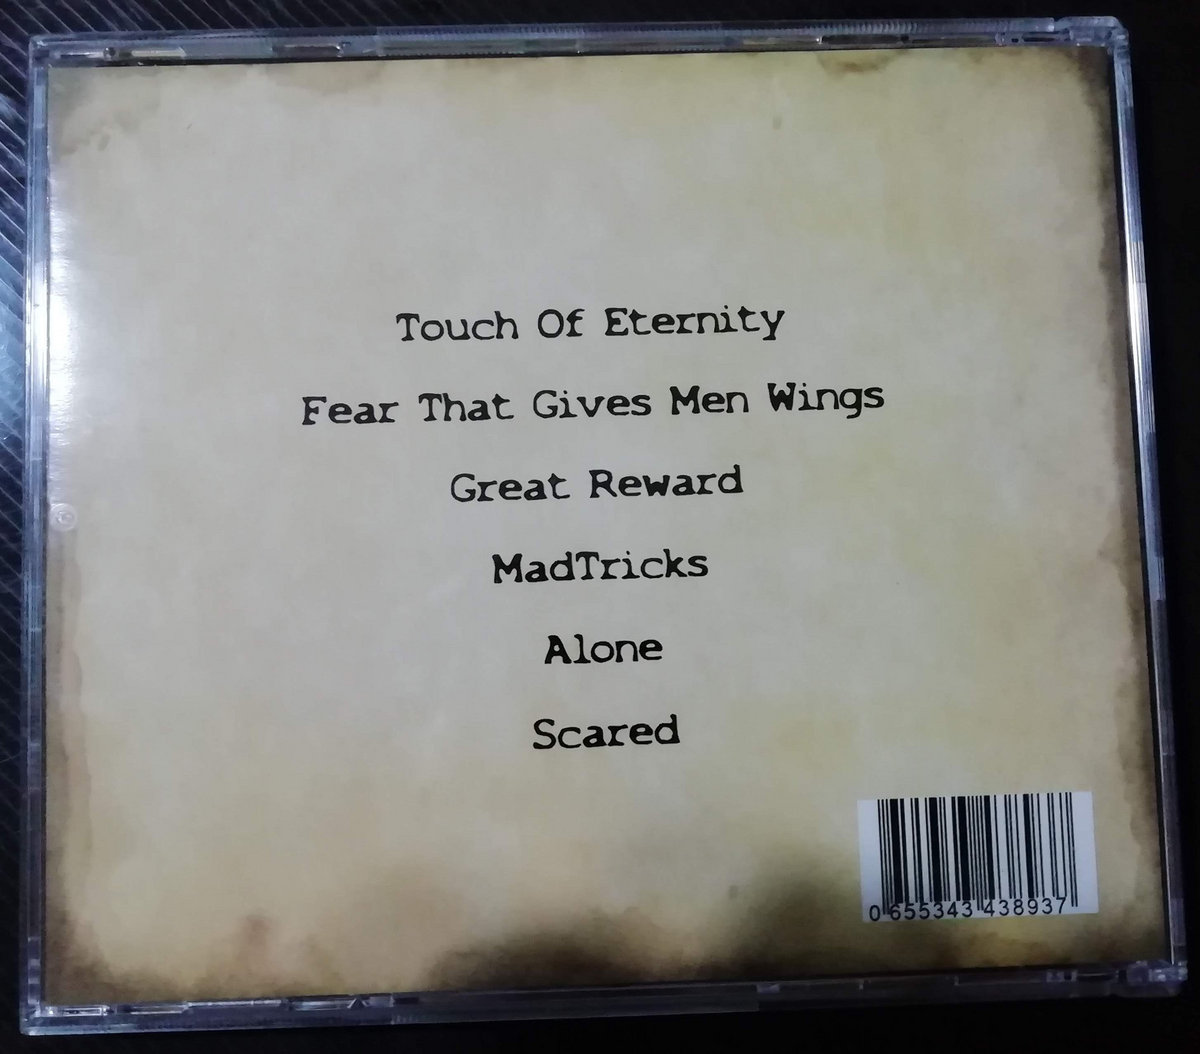 Touch Of Eternity
Fear That Gives Men Wings
Great Reward
MadTricks
Alone
Scared
0 655343 438937